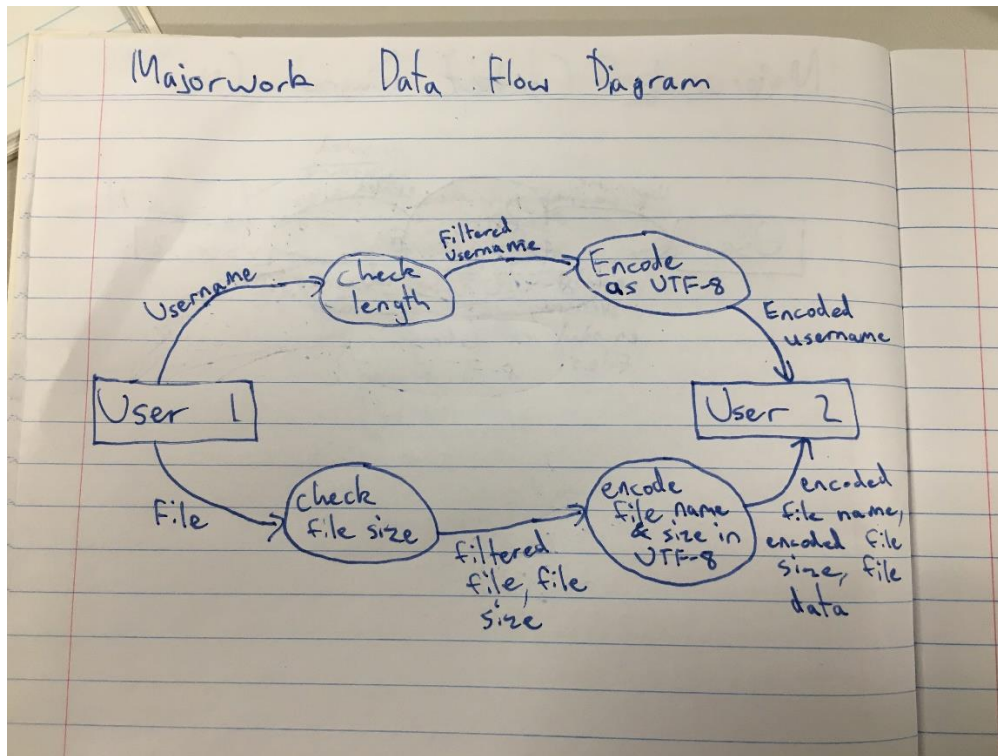 Majorwork Data Flow Diagram
Username
check
length
Filtered
Username
Encode
as UTF-8
Encoded
username
User 1
User 2
File
check
file size
filtered
file, file
size
encode
file name
& size in
UTF-8
encoded
file name,
encoded file
size, file
data